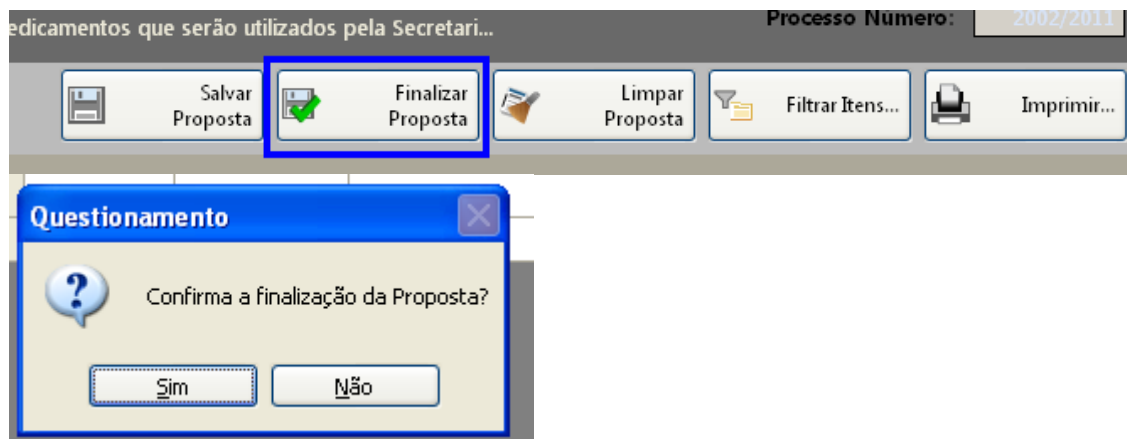 edicamentos que serão utilizados pela Secretari...
Processo Número: 2002/2011
Salvar Proposta
Finalizar Proposta
Limpar Proposta
Filtrar Itens...
Imprimir...
Questionamento
Confirma a finalização da Proposta?
Sim
Não